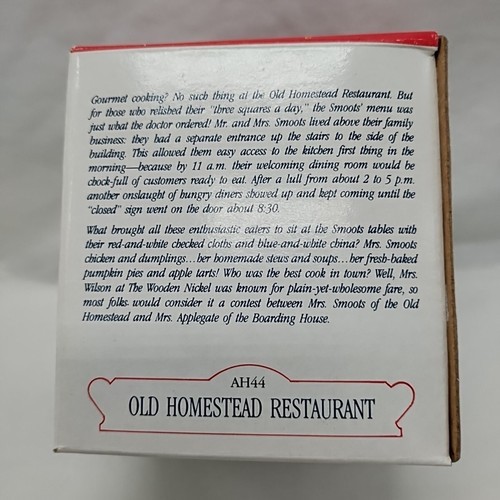 Gourmet cooking? No such thing at the Old Homestead Restaurant. But
for those who relished their "three squares a day," the Smoots' menu was
just what the doctor ordered! Mr. and Mrs. Smoots lived above their family
business: they had a separate entrance up the stairs to the side of the
building. This allowed them easy access to the kitchen first thing in the
morning—because by 11 a.m. their welcoming dining room would be
chock-full of customers ready to eat. After a lull from about 2 to 5 p.m.
another onslaught of hungry diners showed up and kept coming until the
"closed" sign went on the door about 8:30.
What brought all these enthusiastic eaters to sit at the Smoots tables with
their red-and-white checked cloths and blue-and-white china? Mrs. Smoots
chicken and dumplings...her homemade stews and soups...her fresh-baked
pumpkin pies and apple tarts! Who was the best cook in town? Well, Mrs.
Wilson at The Wooden Nickel was known for plain-yet-wholesome fare, so
most folks would consider it a contest between Mrs. Smoots of the Old
Homestead and Mrs. Applegate of the Boarding House.
AH44
OLD HOMESTEAD RESTAURANT